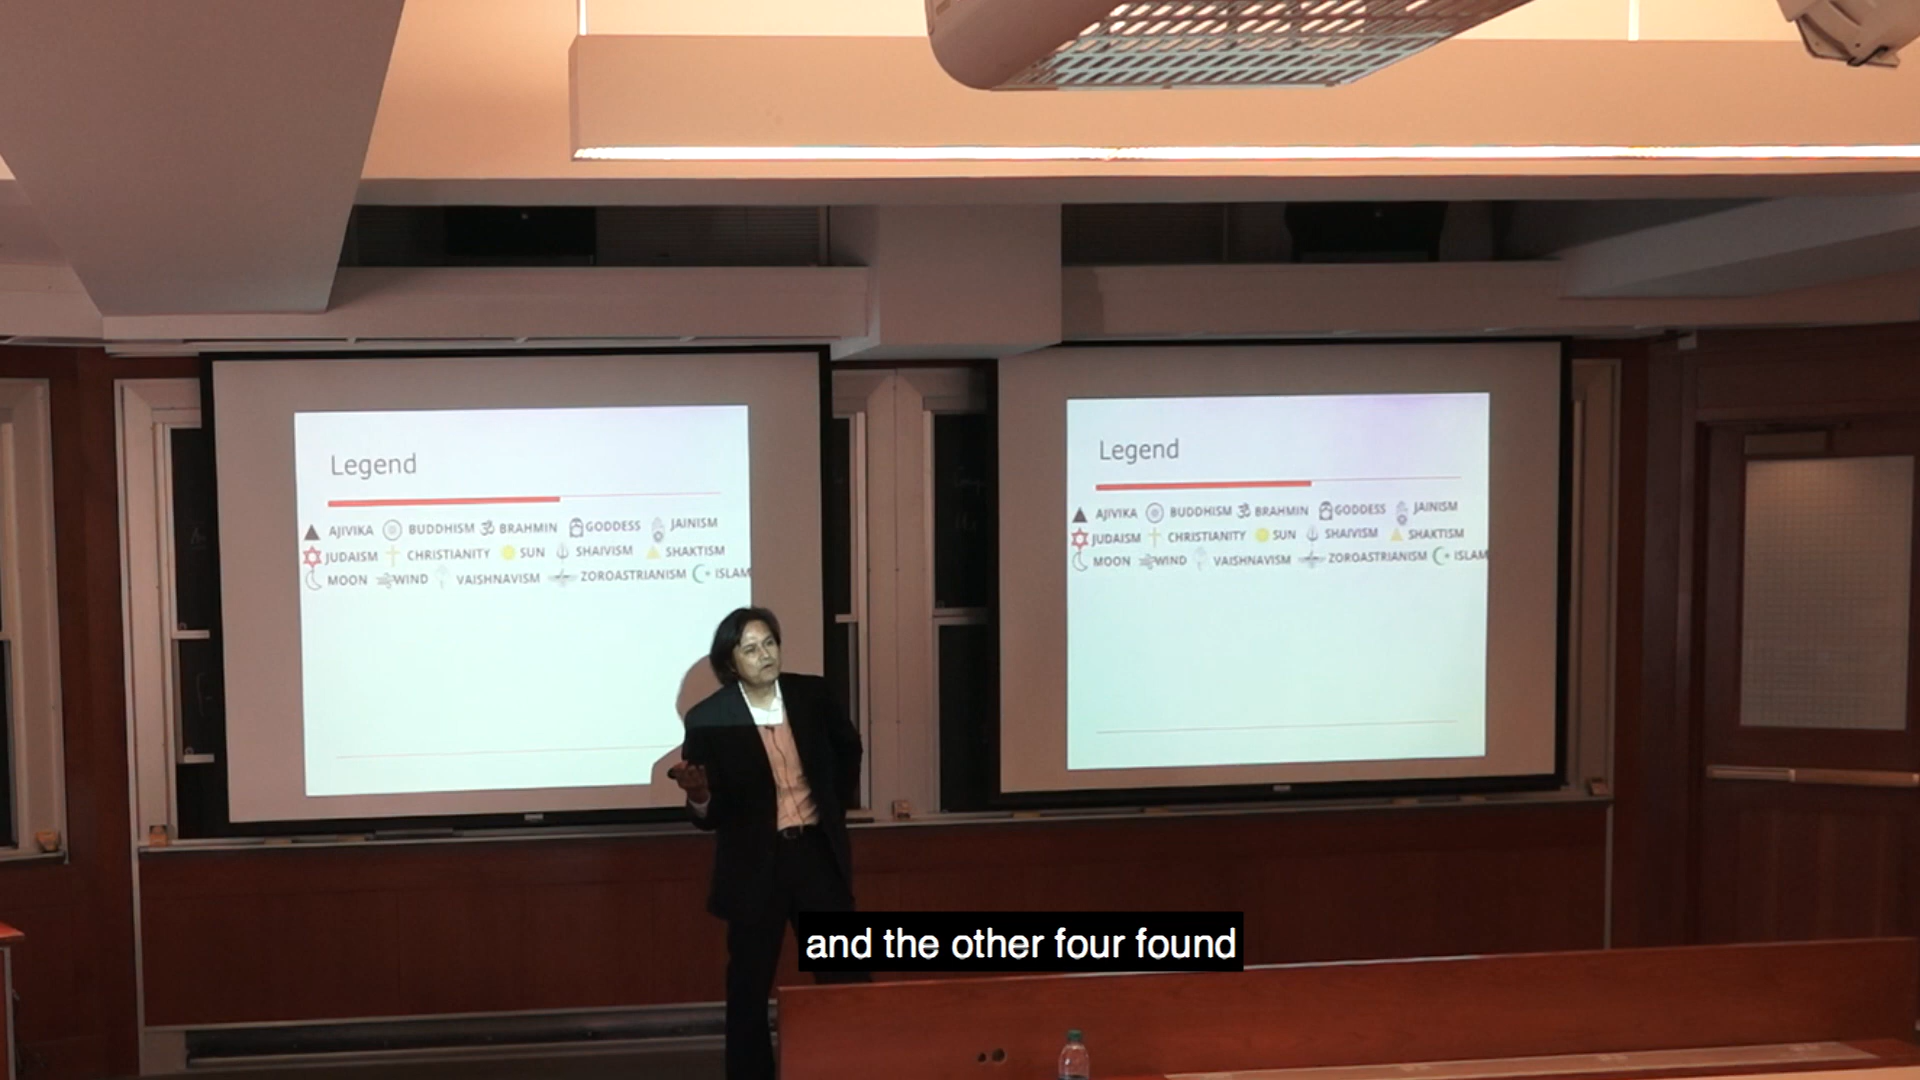 Legend
AJIVIKA BUDDHISM ॐ BRAHMIN GODDESS JAINISM
JUDAISM CHRISTIANITY SUN SHAIVISM SHAKTISM
MOON WIND VAISHNAVISM ZOROASTRIANISM ISLAM
Legend
AJIVIKA BUDDHISM ॐ BRAHMIN GODDESS JAINISM
JUDAISM CHRISTIANITY SUN SHAIVISM SHAKTISM
MOON WIND VAISHNAVISM ZOROASTRIANISM ISLAM
and the other four found